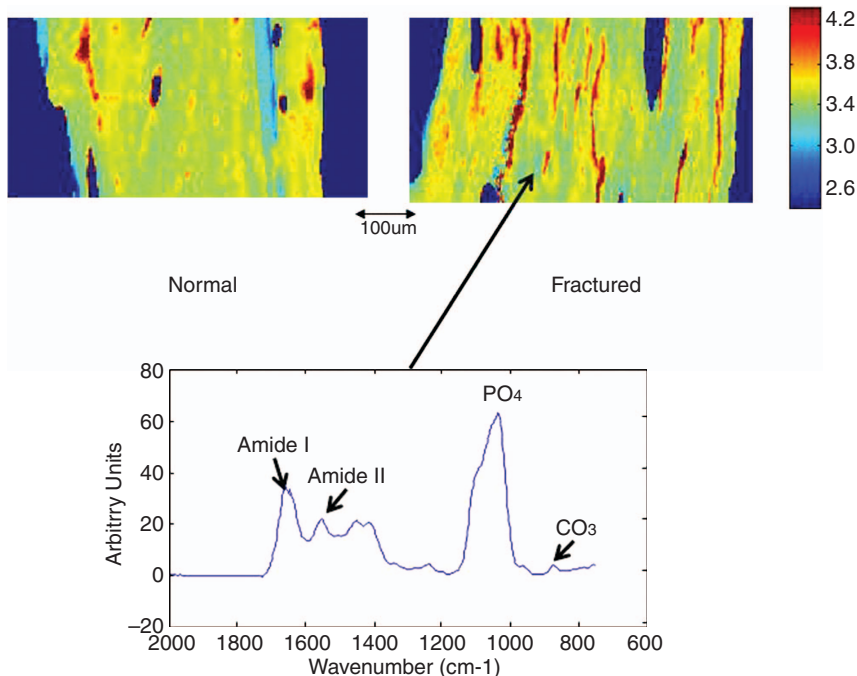 4.2
3.8
3.4
3.0
2.6
100um
Normal
Fractured
80
60
40
20
0
–20
Arbitrry Units
Amide I
Amide II
PO4
CO3
2000
1800
1600
1400
1200
1000
800
600
Wavenumber (cm-1)